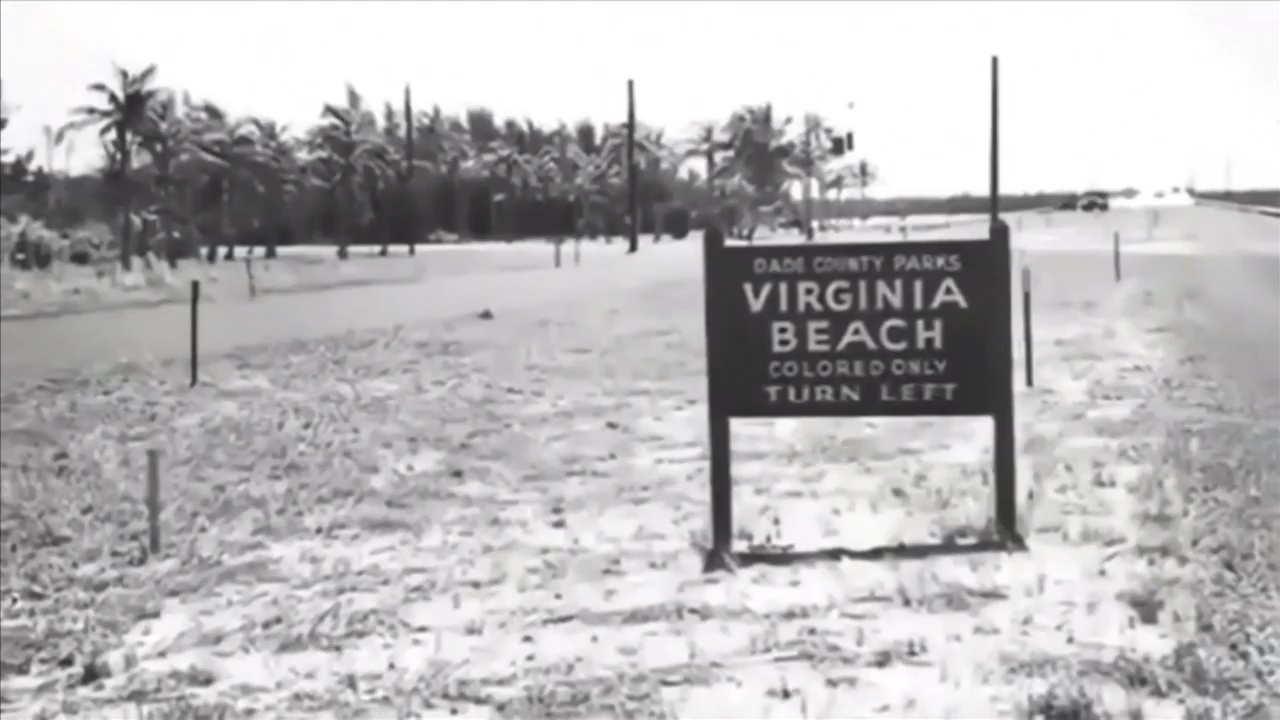 DADE COUNTY PARKS
VIRGINIA
BEACH
COLORED ONLY
TURN LEFT